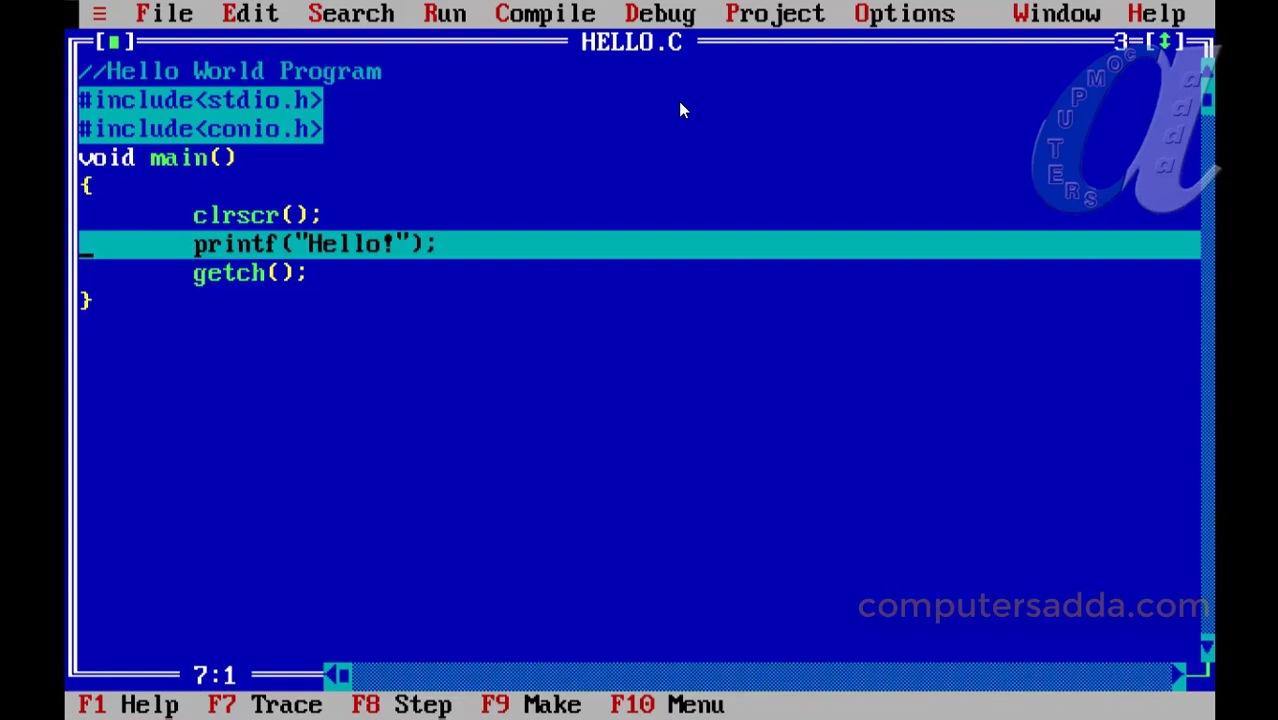 ≡ File Edit Search Run Compile Debug Project Options Window Help
[■] HELLO.C 3=[↕]
//Hello World Program
#include<stdio.h>
#include<conio.h>
void main()
{
clrscr();
printf("Hello!");
getch();
}
COMPUTERS adda
computersadda.com
7:1
F1 Help F7 Trace F8 Step F9 Make F10 Menu